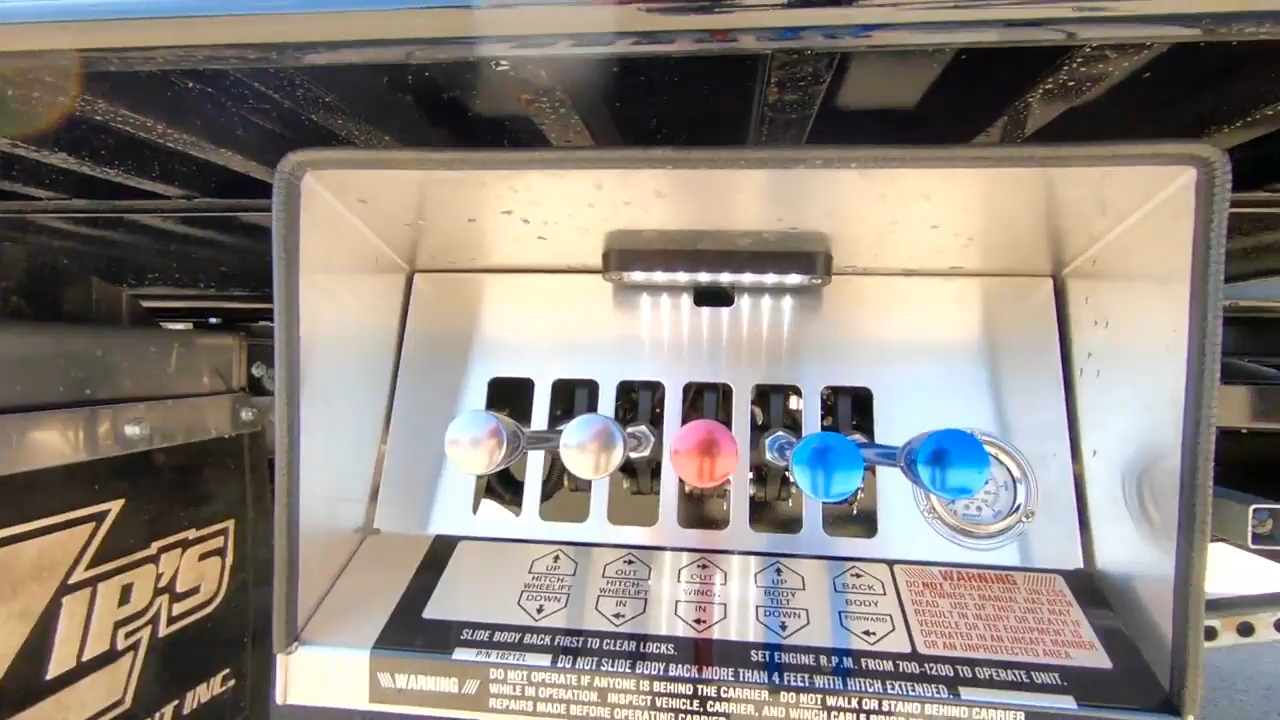 ZIP'S
T INC.
UP
HITCH-
WHEELIFT
DOWN
OUT
HITCH-
WHEELIFT
IN
OUT
WINCH
IN
UP
BODY
TILT
DOWN
BACK
BODY
FORWARD
WARNING
DO NOT OPERATE UNIT UNLESS
THE OWNER'S MANUAL HAS BEEN
READ. USE OF THIS UNIT MAY
RESULT IN INJURY OR DEATH IF
VEHICLE OR ITS EQUIPMENT IS
OPERATED IN AN UNSAFE MANNER
OR AN UNPROTECTED AREA.
SLIDE BODY BACK FIRST TO CLEAR LOCKS.
SET ENGINE R.P.M. FROM 700-1200 TO OPERATE UNIT.
P/N 18212L
DO NOT SLIDE BODY BACK MORE THAN 4 FEET WITH HITCH EXTENDED.
WARNING
DO NOT OPERATE IF ANYONE IS BEHIND THE CARRIER. DO NOT WALK OR STAND BEHIND CARRIER
WHILE IN OPERATION. INSPECT VEHICLE, CARRIER, AND WINCH CABLE
REPAIRS MADE BEFORE OPERATING